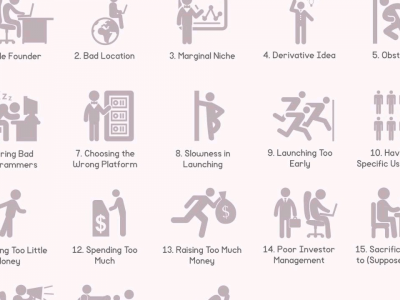 le Founder
2. Bad Location
3. Marginal Niche
4. Derivative Idea
5. Obst
ring Bad
rammers
7. Choosing the
Wrong Platform
8. Slowness in
Launching
9. Launching Too
Early
10. Hav
Specific Us
ng Too Little
oney
12. Spending Too
Much
13. Raising Too Much
Money
14. Poor Investor
Management
15. Sacrific
to (Suppose